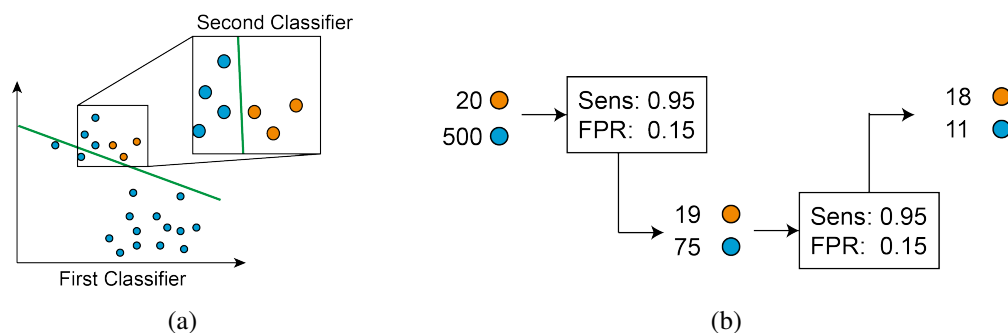 Second Classifier
First Classifier
(a)
20
500
Sens: 0.95
FPR: 0.15
19
75
Sens: 0.95
FPR: 0.15
18
11
(b)